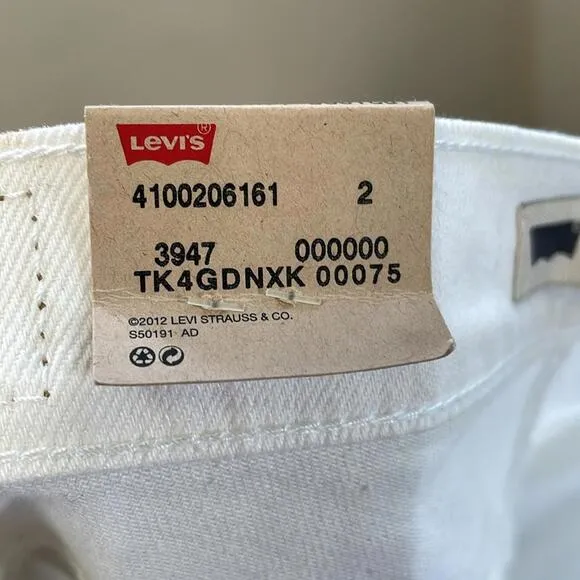 LEVI'S®
4100206161 2
3947 000000
TK4GDNXK 00075
©2012 LEVI STRAUSS & CO.
S50191 AD